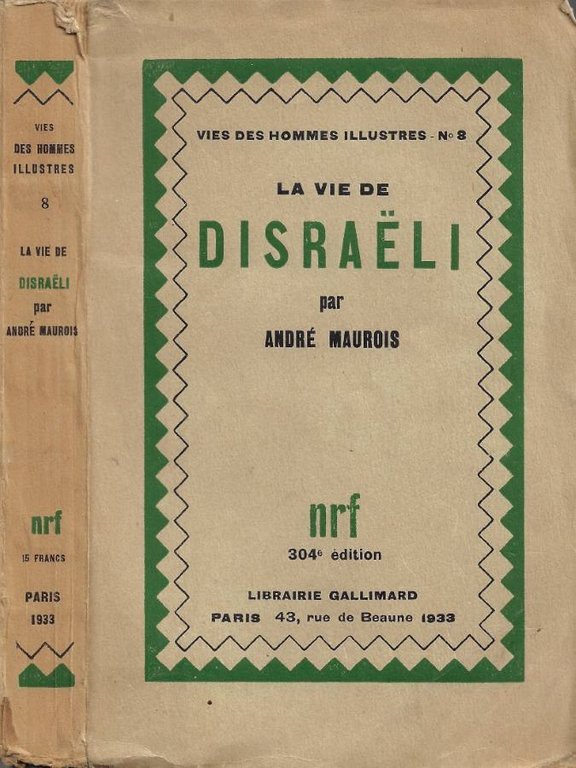 VIES
DES HOMMES
ILLUSTRES
8
LA VIE DE
DISRAËLI
par
ANDRÉ MAUROIS
nrf
15 FRANCS
PARIS
1933
VIES DES HOMMES ILLUSTRES - Nº 8
LA VIE DE
DISRAËLI
par
ANDRÉ MAUROIS
nrf
304e édition
LIBRAIRIE GALLIMARD
PARIS 43, rue de Beaune 1933